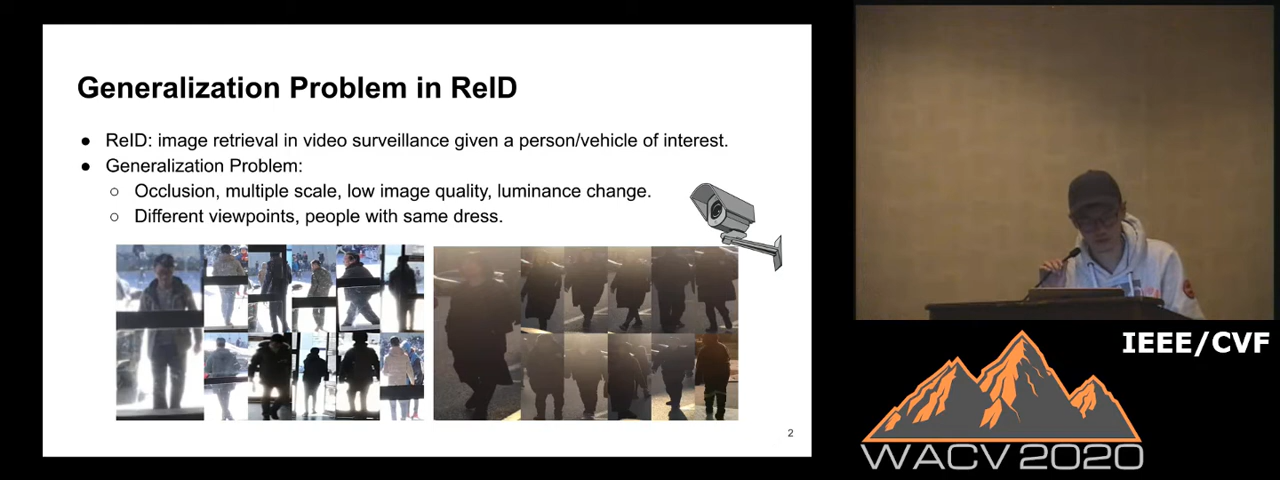 Generalization Problem in ReID
● ReID: image retrieval in video surveillance given a person/vehicle of interest.
● Generalization Problem:
○ Occlusion, multiple scale, low image quality, luminance change.
○ Different viewpoints, people with same dress.
2
IEEE/CVF
WACV 2020